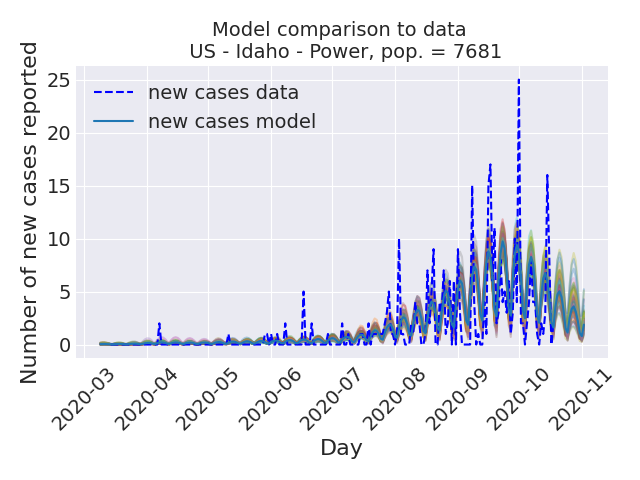 Model comparison to data
US - Idaho - Power, pop. = 7681
Number of new cases reported
25
20
15
10
5
0
new cases data
new cases model
2020-03
2020-04
2020-05
2020-06
2020-07
2020-08
2020-09
2020-10
2020-11
Day